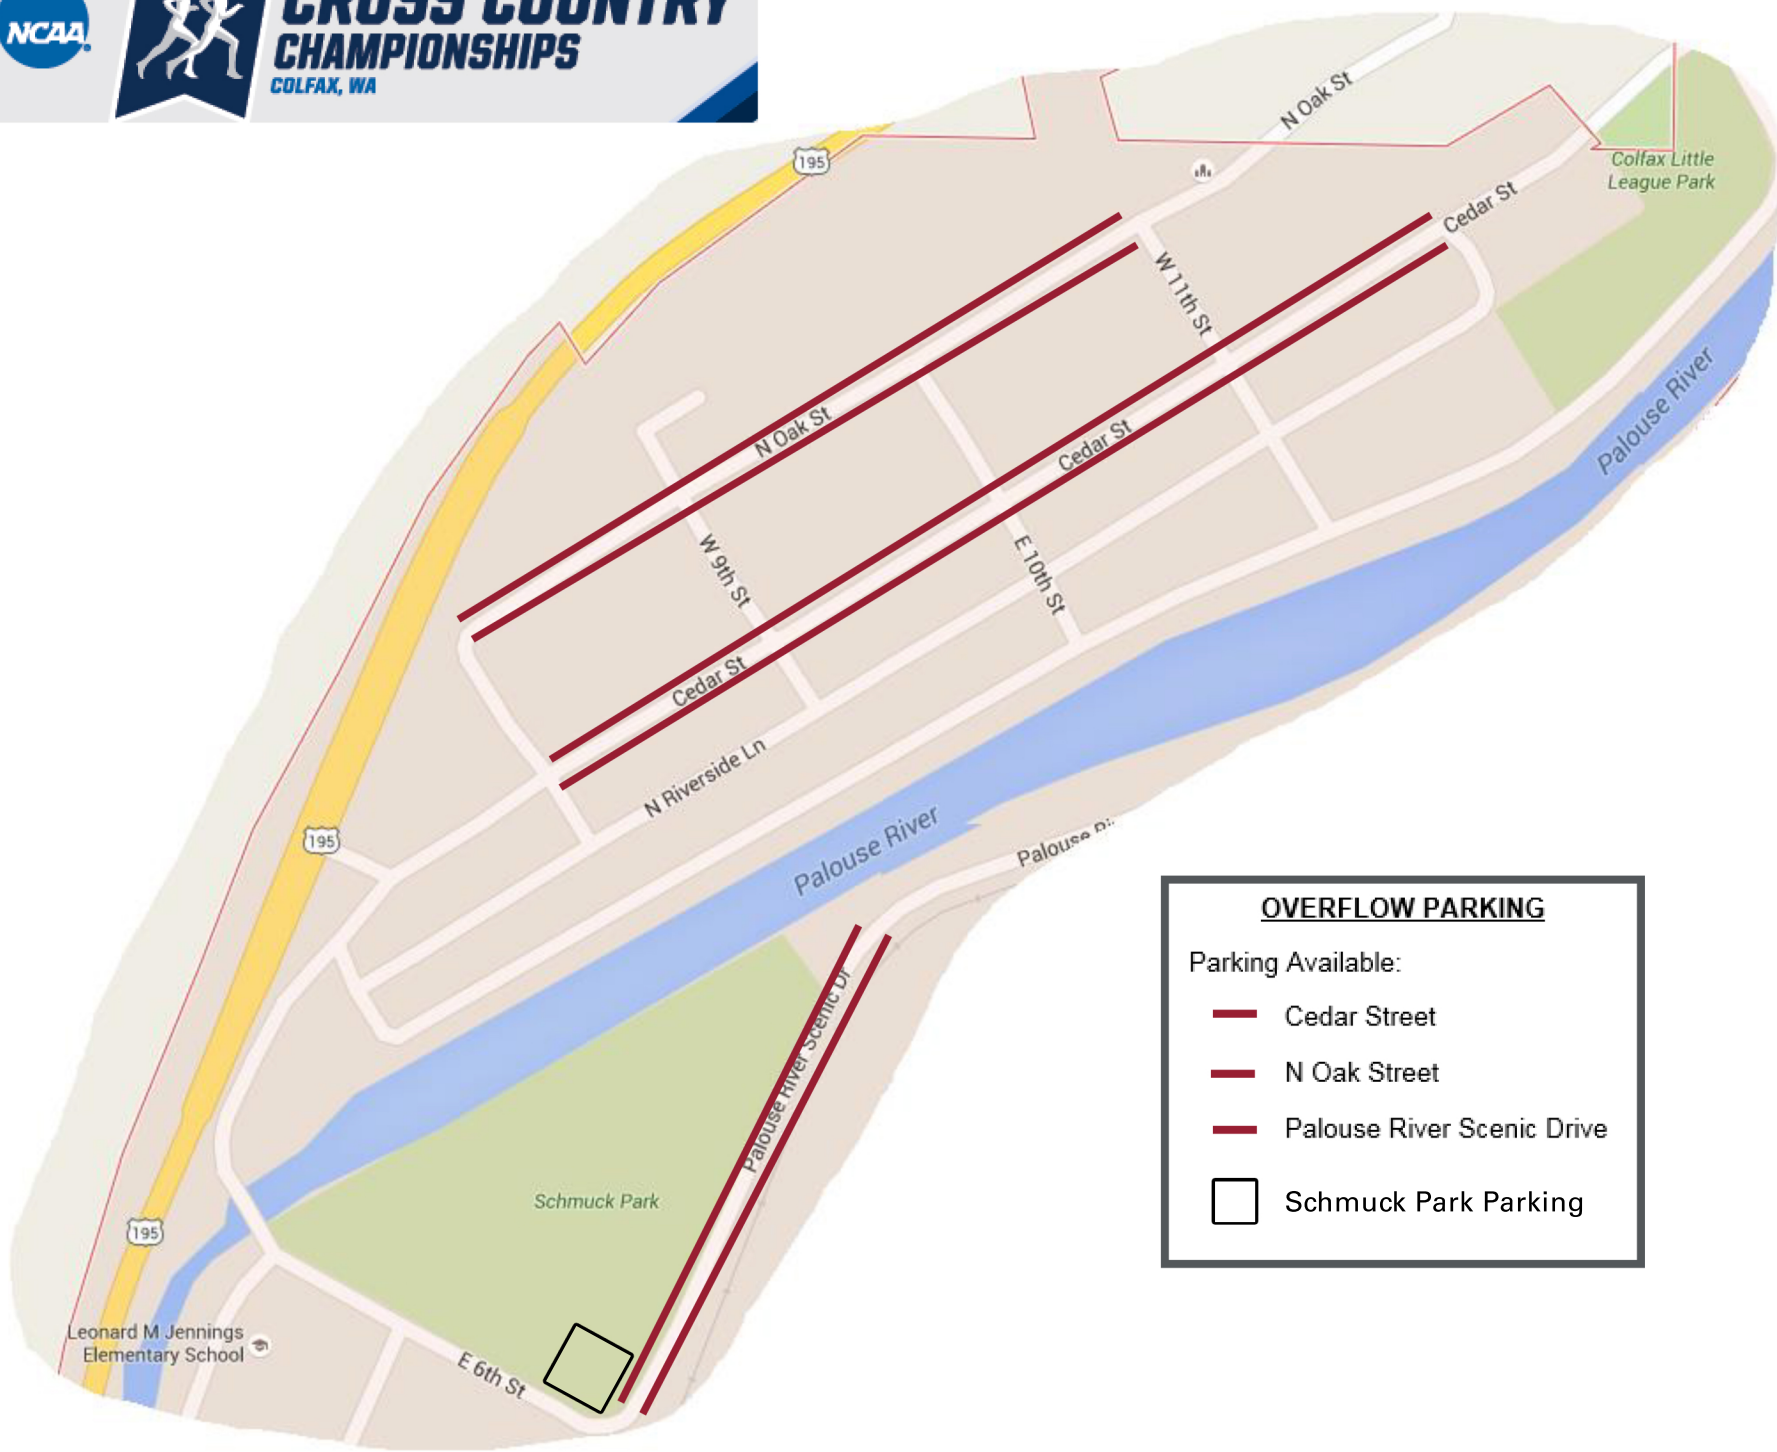 NCAA
CROSS COUNTRY
CHAMPIONSHIPS
COLFAX, WA
N Oak St
195
Colfax Little
League Park
Cedar St
W 11th St
Palouse River
N Oak St
Cedar St
W 9th St
E 10th St
Cedar St
N Riverside Ln
195
Palouse River
Palouse
OVERFLOW PARKING
Parking Available:
Cedar Street
N Oak Street
Palouse River Scenic Drive
Schmuck Park Parking
Palouse River Scenic Dr
Schmuck Park
195
Leonard M Jennings
Elementary School
E 6th St